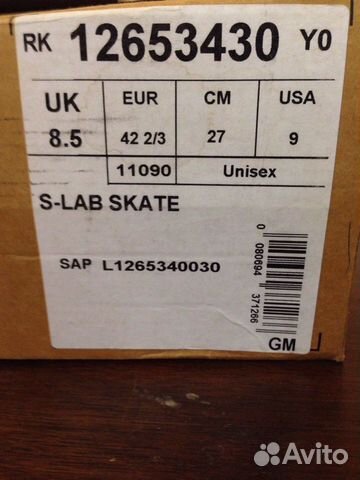 RK 12653430 Y0
UK EUR CM USA
8.5 42 2/3 27 9
11090 Unisex
S-LAB SKATE
SAP L1265340030
0 080694 371266
GM
Avito